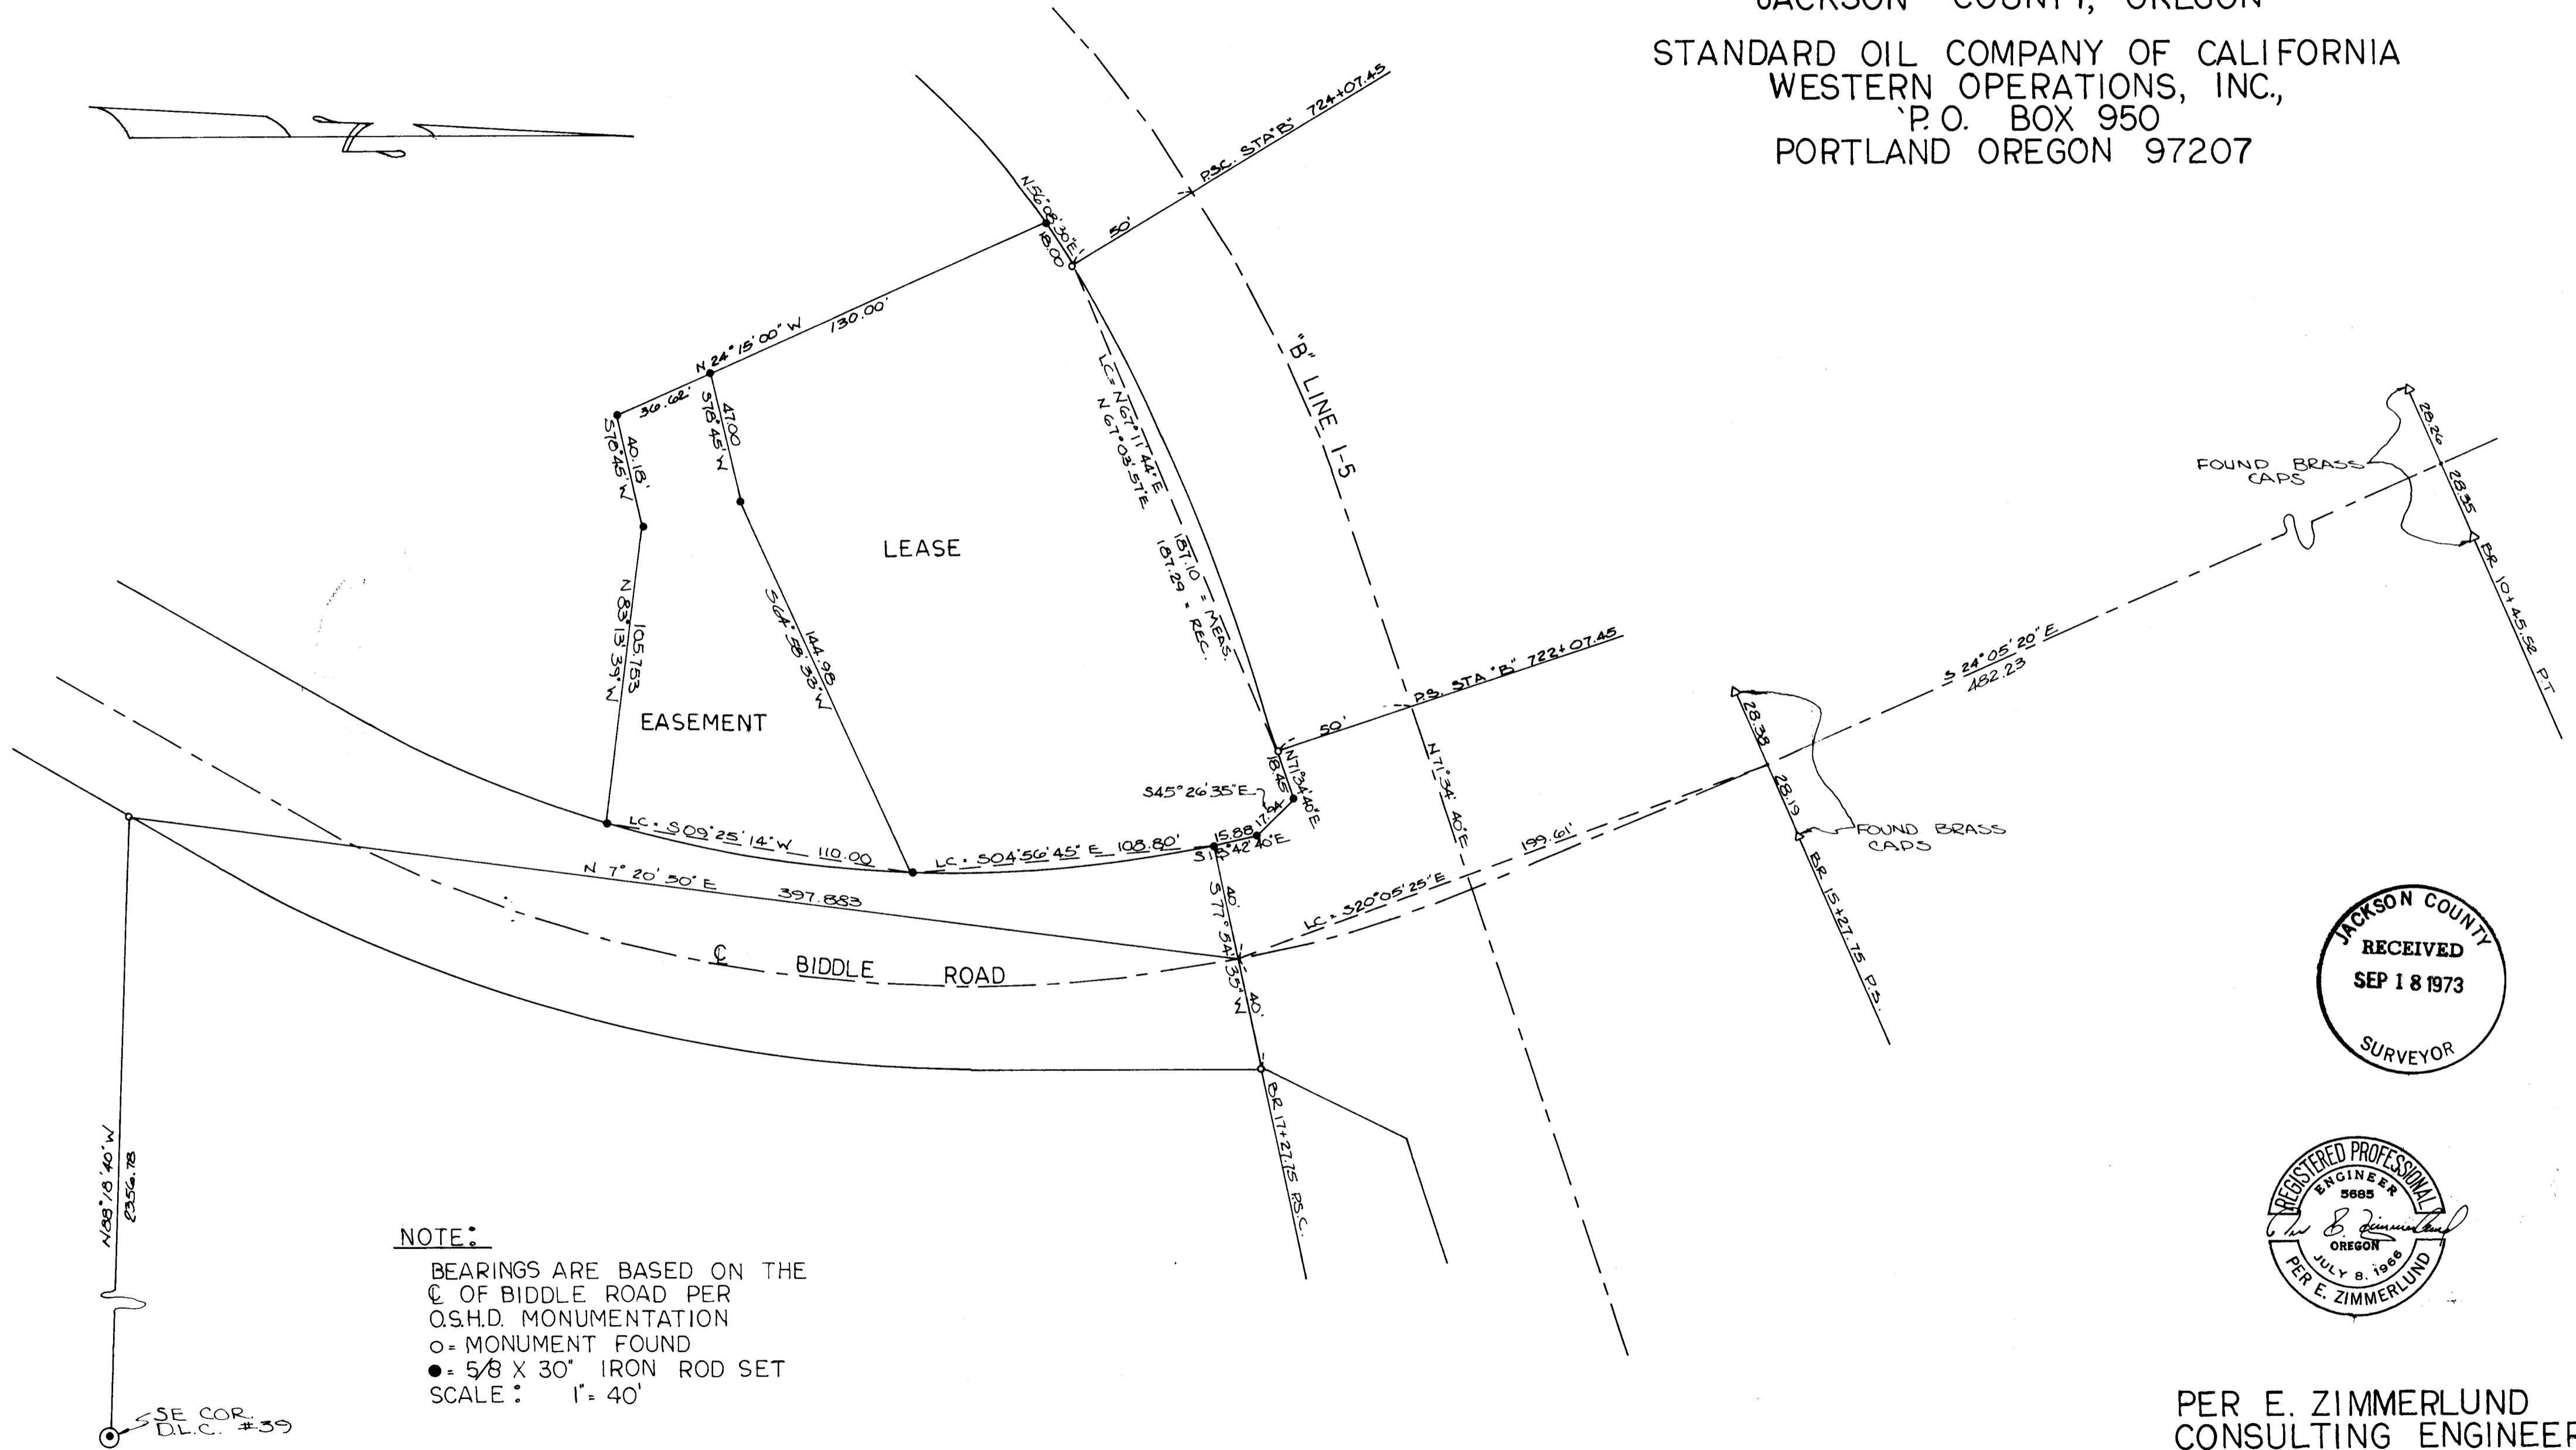 JACKSON COUNTY, OREGON
STANDARD OIL COMPANY OF CALIFORNIA
WESTERN OPERATIONS, INC.,
P.O. BOX 950
PORTLAND OREGON 97207
N
P.S.C. STA "B" 724+07.45
50'
N56°08'30"E
18.00
N 24°15'00" W
130.00'
36.62'
47.00
S78°45'W
40.18'
S78°45'W
LC = N67°11'44"E 187.10 = MEAS.
N67°03'57"E 187.29 = REC.
"B" LINE I-5
LEASE
N 83°13'39" W
105.753
144.98
S64°58'33"W
EASEMENT
P.S. STA "B" 722+07.45
50'
N71°34'40"E
18.45
S45°26'35"E
17.94
15.88
S13°42'40"E
N71°34'40"E
LC = S09°25'14"W 110.00
LC = S04°56'45"E 108.80'
N 7°20'50" E 397.883
40'
S77°54'35"W
40'
℄ BIDDLE ROAD
LC = S20°05'25"E 199.61'
S 24°05'20" E
482.23
FOUND BRASS
CAPS
28.26
28.35
BR 10+45.52 P.T
28.38
28.19
FOUND BRASS
CAPS
BR 15+27.75 P.S.
BR 17+27.75 P.S.C.
N88°18'40"W
2356.78
SE COR.
D.L.C. #39
NOTE:
BEARINGS ARE BASED ON THE
℄ OF BIDDLE ROAD PER
O.S.H.D. MONUMENTATION
○= MONUMENT FOUND
●= 5/8 X 30" IRON ROD SET
SCALE: 1"= 40'
JACKSON COUNTY
RECEIVED
SEP 18 1973
SURVEYOR
REGISTERED PROFESSIONAL
ENGINEER
5685
Per E. Zimmerlund
OREGON
JULY 8, 1966
PER E. ZIMMERLUND
PER E. ZIMMERLUND
CONSULTING ENGINEER